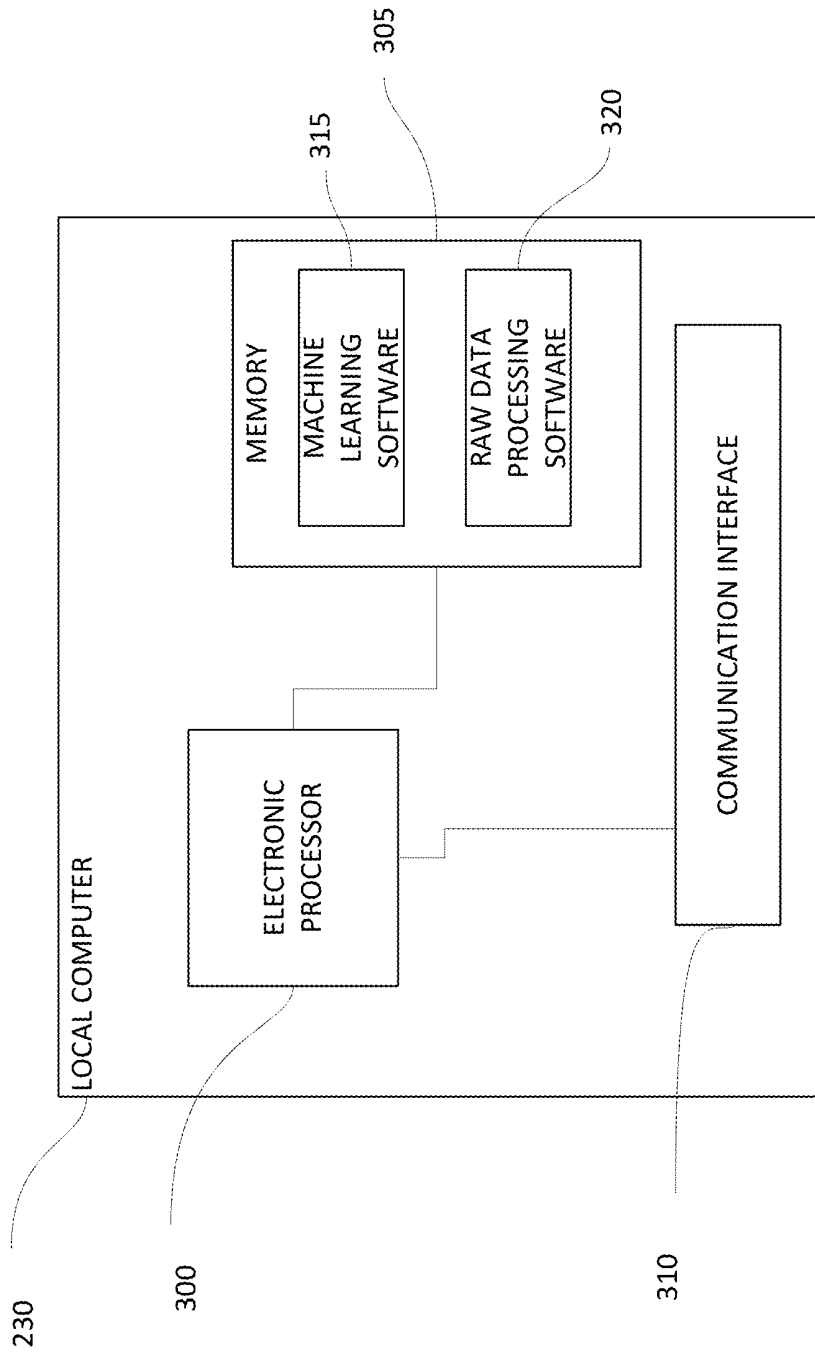 230
LOCAL COMPUTER
300
ELECTRONIC
PROCESSOR
MEMORY
305
MACHINE
LEARNING
SOFTWARE
315
RAW DATA
PROCESSING
SOFTWARE
320
310
COMMUNICATION INTERFACE